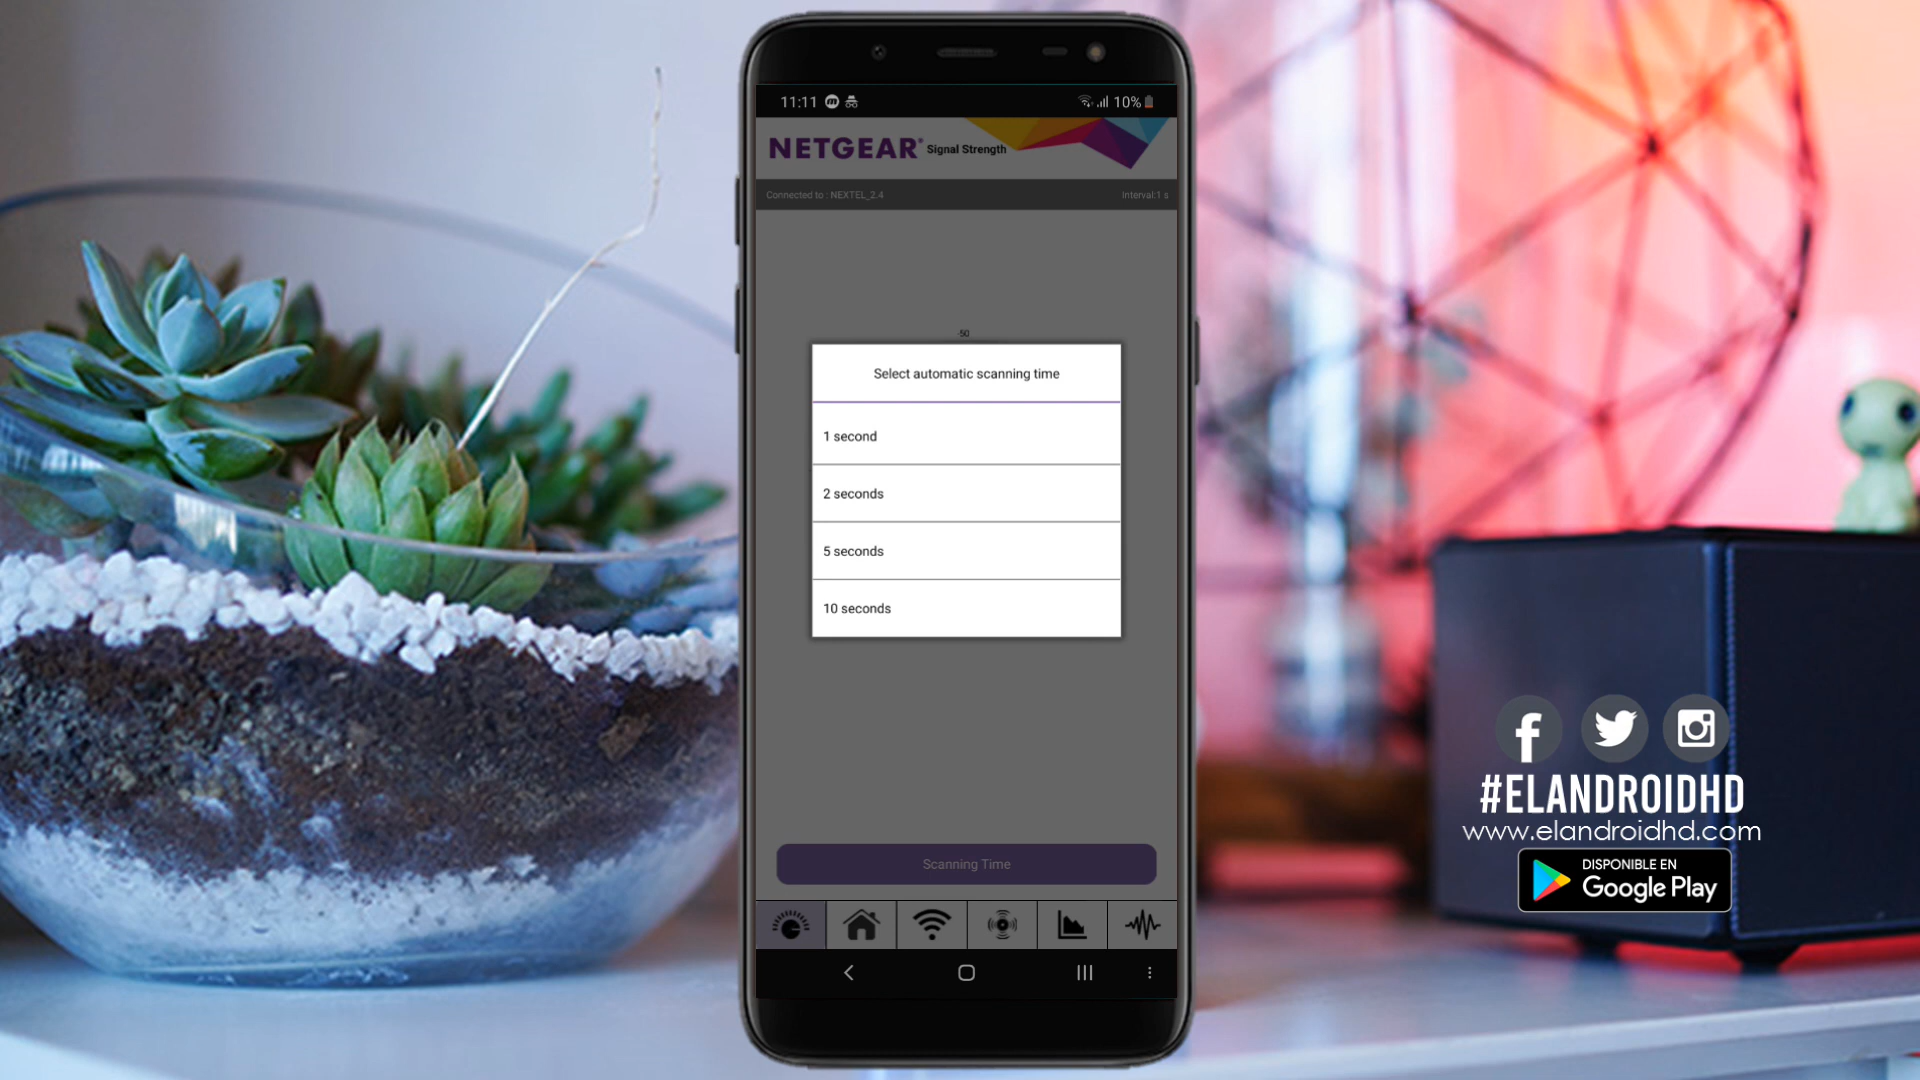 11:11
10%
NETGEAR® Signal Strength
Connected to : NEXTEL_2.4
Interval:1 s
-50
Select automatic scanning time
1 second
2 seconds
5 seconds
10 seconds
Scanning Time
#ELANDROIDHD
www.elandroidhd.com
DISPONIBLE EN
Google Play